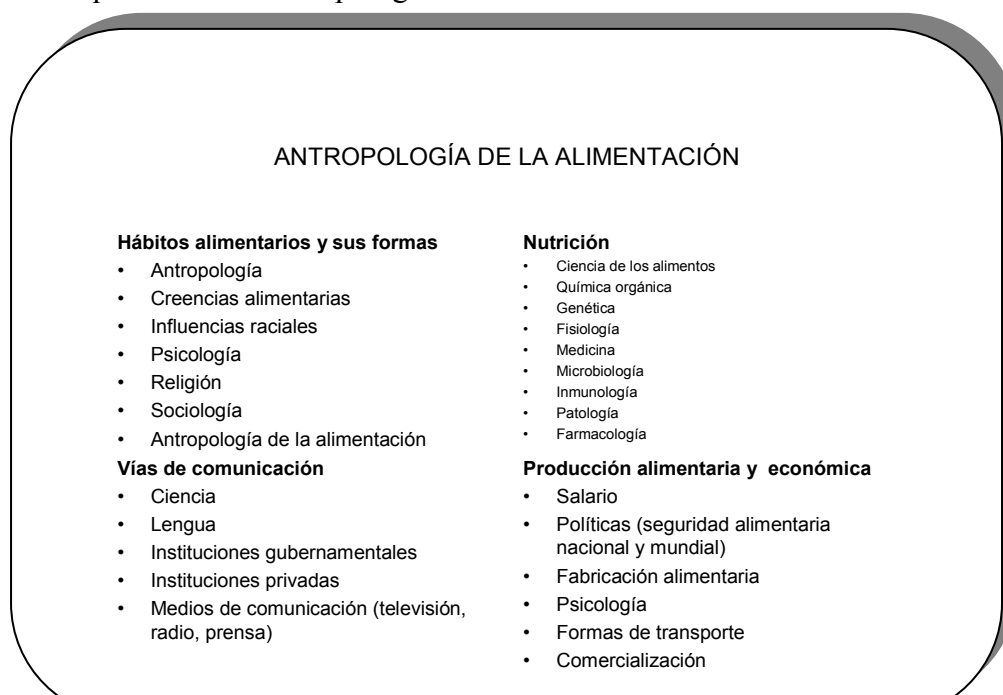 ANTROPOLOGÍA DE LA ALIMENTACIÓN
Hábitos alimentarios y sus formas
• Antropología
• Creencias alimentarias
• Influencias raciales
• Psicología
• Religión
• Sociología
• Antropología de la alimentación
Vías de comunicación
• Ciencia
• Lengua
• Instituciones gubernamentales
• Instituciones privadas
• Medios de comunicación (televisión,
radio, prensa)
Nutrición
• Ciencia de los alimentos
• Química orgánica
• Genética
• Fisiología
• Medicina
• Microbiología
• Inmunología
• Patología
• Farmacología
Producción alimentaria y económica
• Salario
• Políticas (seguridad alimentaria
nacional y mundial)
• Fabricación alimentaria
• Psicología
• Formas de transporte
• Comercialización